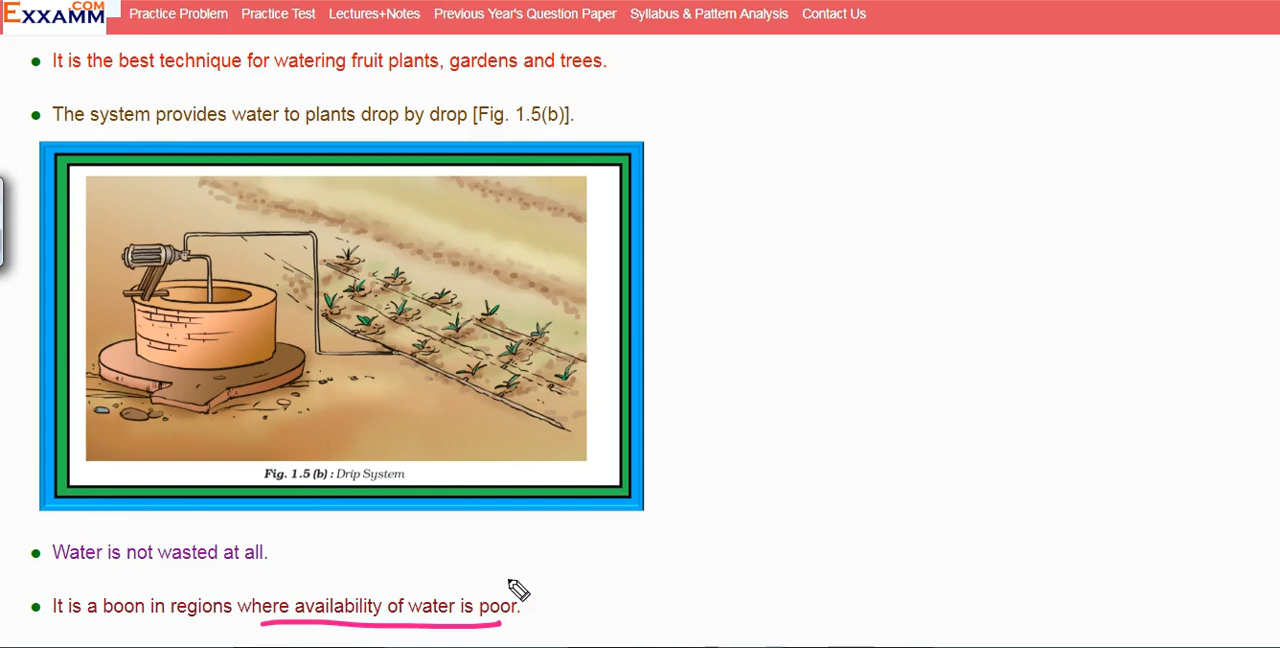 EXXAMM.COM
Practice Problem Practice Test Lectures+Notes Previous Year's Question Paper Syllabus & Pattern Analysis Contact Us
It is the best technique for watering fruit plants, gardens and trees.
The system provides water to plants drop by drop [Fig. 1.5(b)].
Fig. 1.5 (b) : Drip System
Water is not wasted at all.
It is a boon in regions where availability of water is poor.